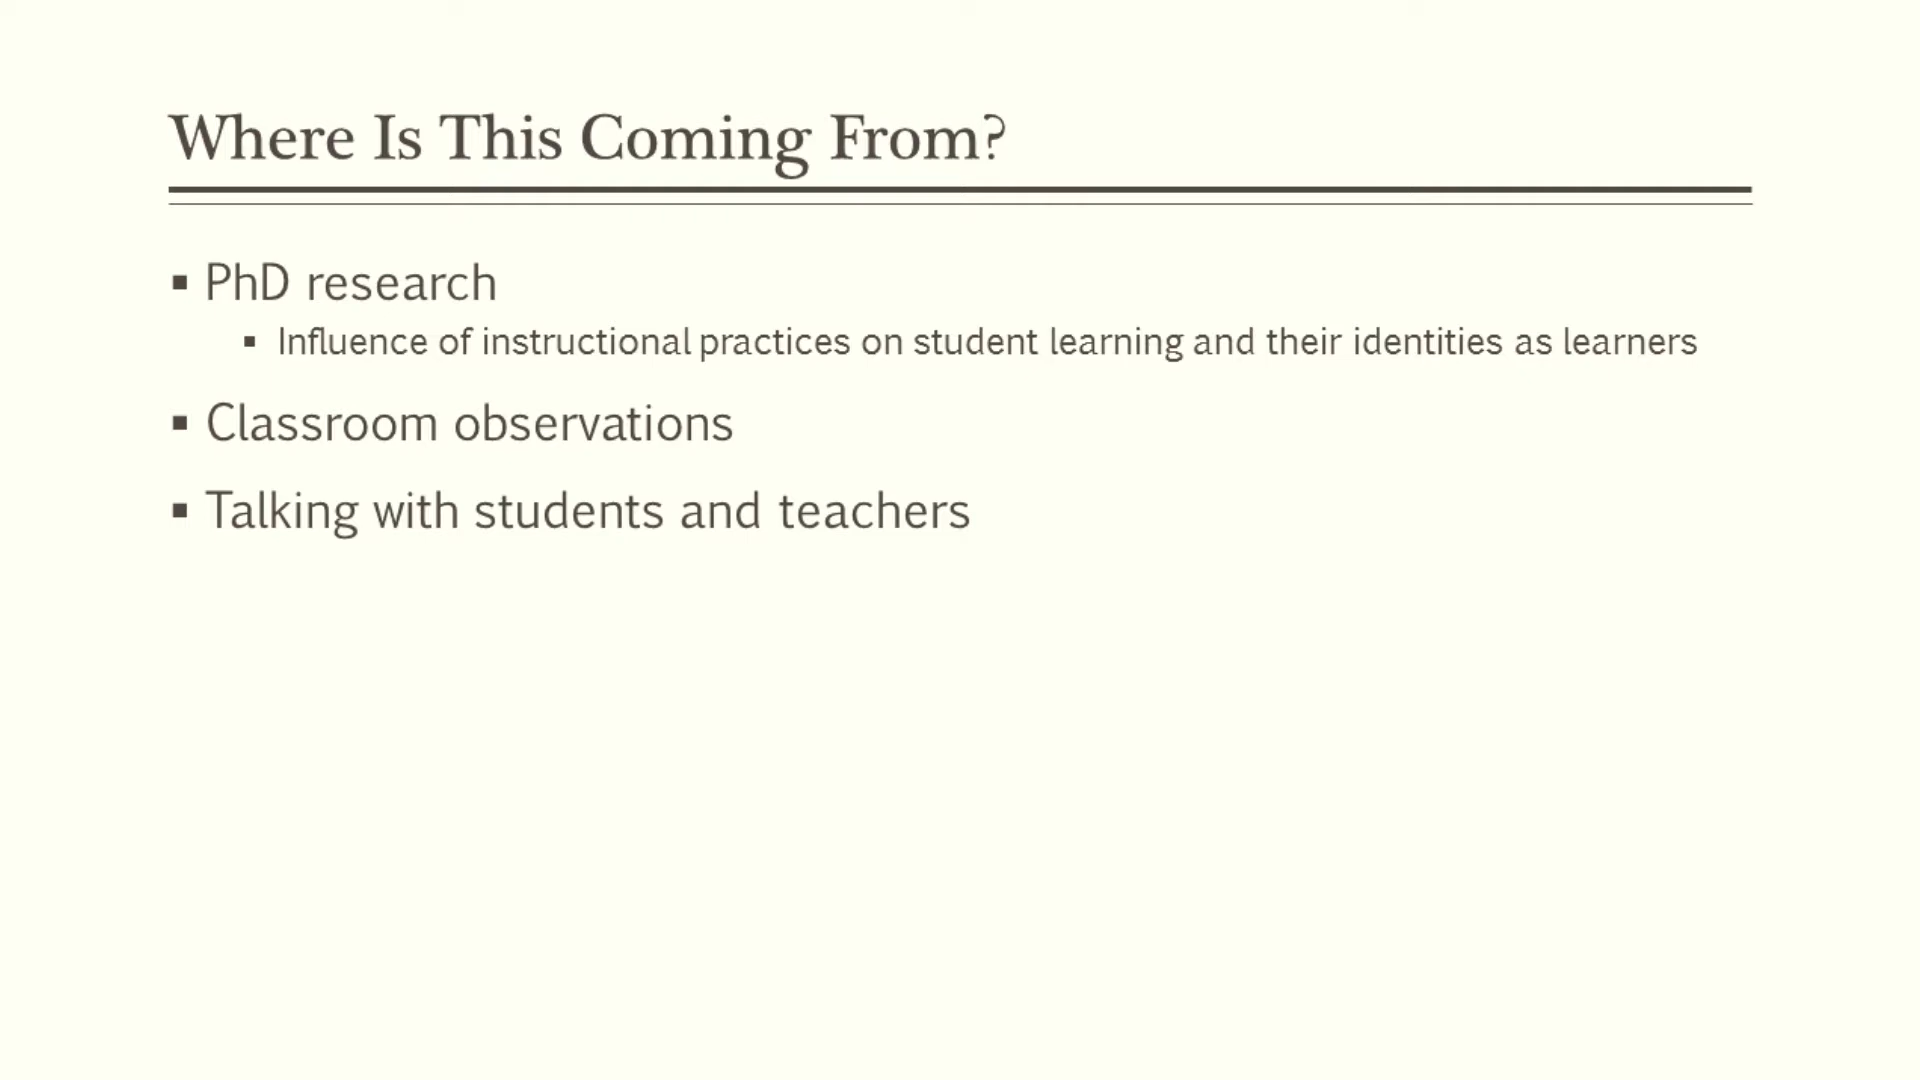 Where Is This Coming From?
▪ PhD research
▪ Influence of instructional practices on student learning and their identities as learners
▪ Classroom observations
▪ Talking with students and teachers